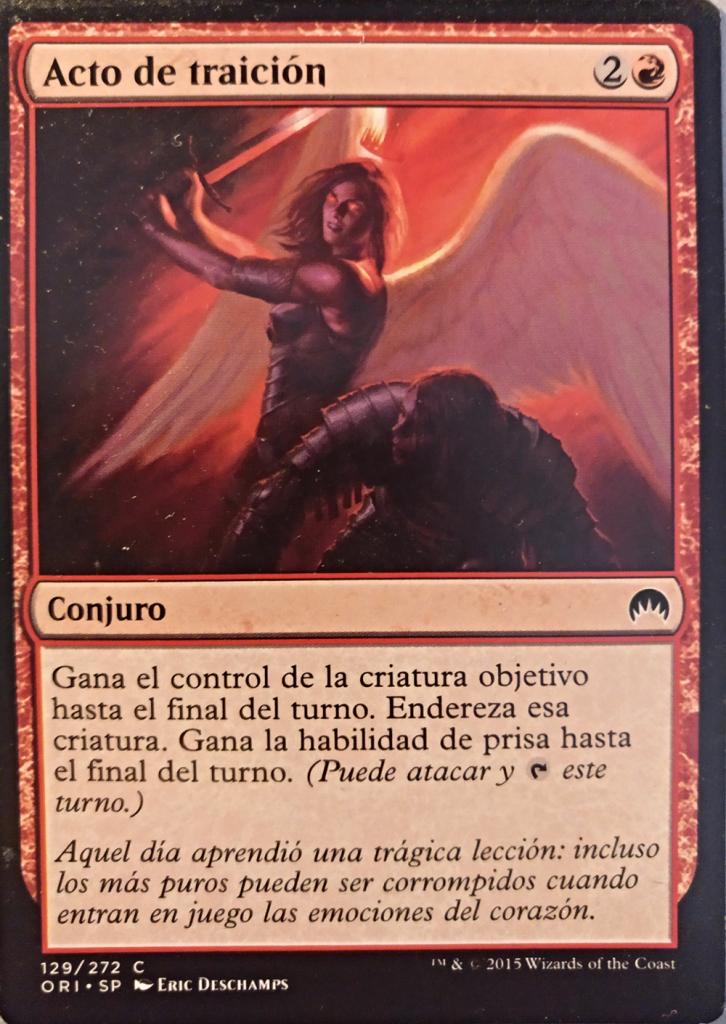 Acto de traición
2
Conjuro
Gana el control de la criatura objetivo
hasta el final del turno. Endereza esa
criatura. Gana la habilidad de prisa hasta
el final del turno. (Puede atacar y este
turno.)
Aquel día aprendió una trágica lección: incluso
los más puros pueden ser corrompidos cuando
entran en juego las emociones del corazón.
129/272 C
™ & © 2015 Wizards of the Coast
ORI • SP Eric Deschamps